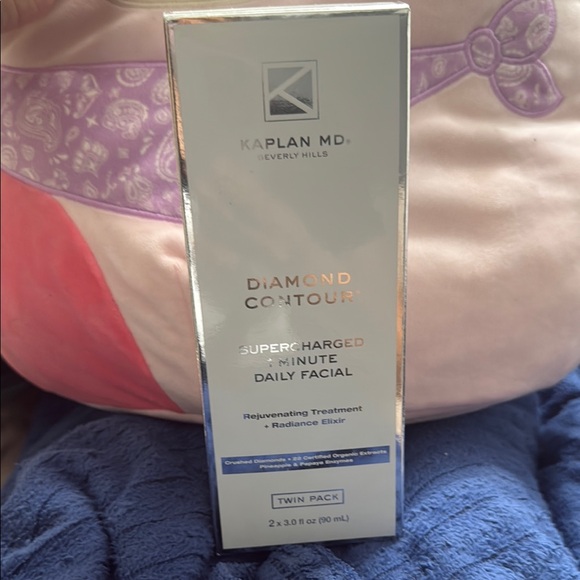 KAPLAN MD®
BEVERLY HILLS
DIAMOND
CONTOUR
SUPERCHARGED
1 MINUTE
DAILY FACIAL
Rejuvenating Treatment
+ Radiance Elixir
Crushed Diamonds + 23 Certified Organic Extracts
Pineapple & Papaya Enzymes
TWIN PACK
2 x 3.0 fl oz (90 mL)